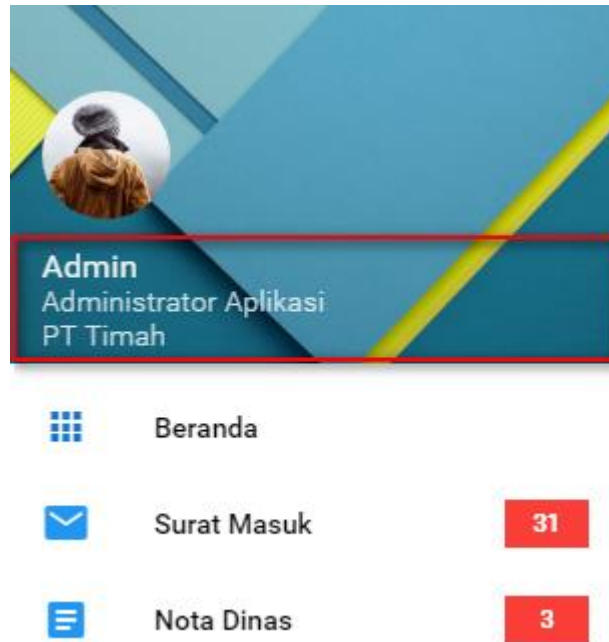 Admin
Administrator Aplikasi
PT Timah
Beranda
Surat Masuk 31
Nota Dinas 3